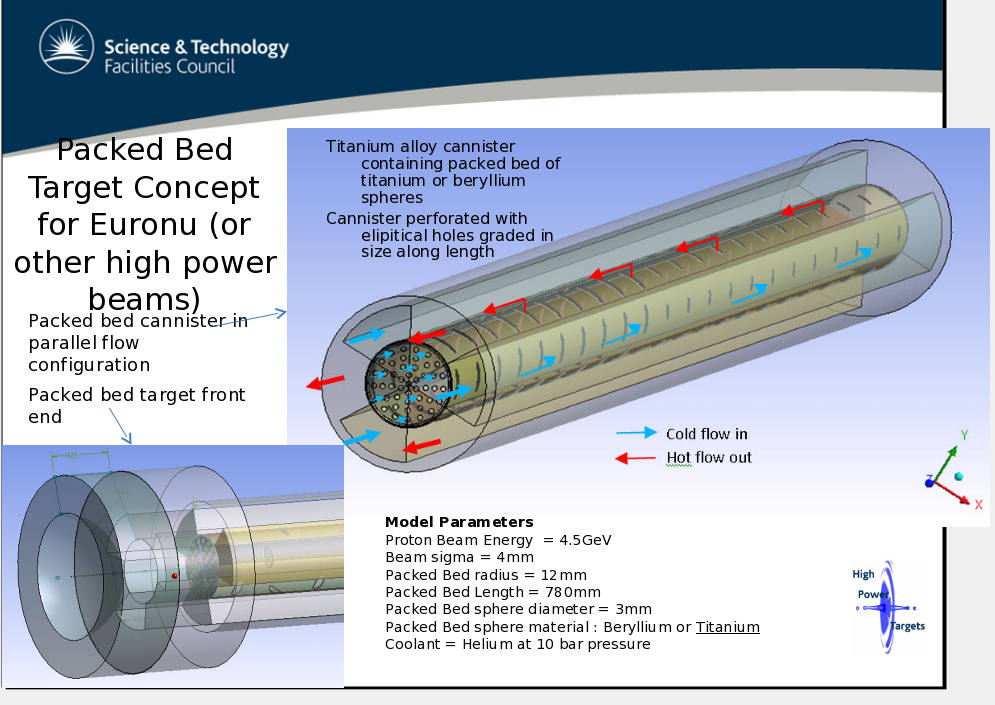 Science & Technology
Facilities Council
Packed Bed
Target Concept
for Euronu (or
other high power
beams)
Packed bed cannister in
parallel flow
configuration
Packed bed target front
end
Titanium alloy cannister
containing packed bed of
titanium or beryllium
spheres
Cannister perforated with
elipitical holes graded in
size along length
Cold flow in
Hot flow out
Y
Z
X
Model Parameters
Proton Beam Energy = 4.5GeV
Beam sigma = 4mm
Packed Bed radius = 12mm
Packed Bed Length = 780mm
Packed Bed sphere diameter = 3mm
Packed Bed sphere material : Beryllium or Titanium
Coolant = Helium at 10 bar pressure
High
Power
Targets